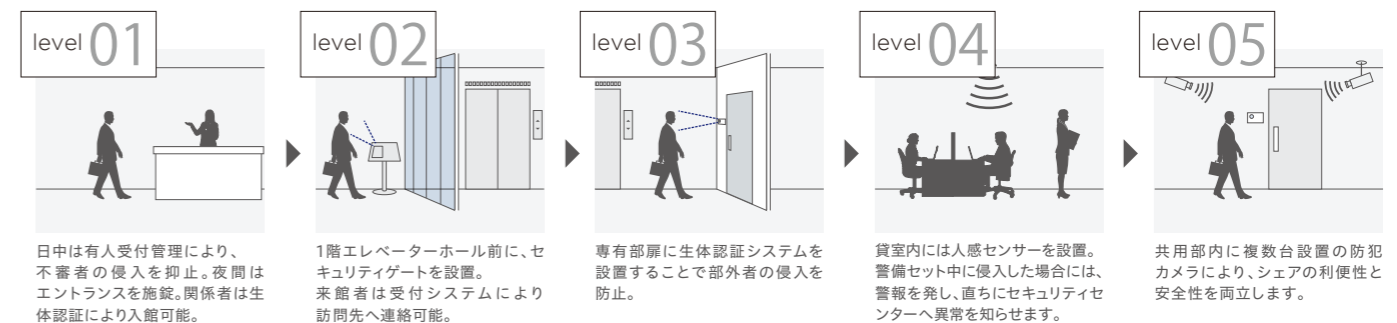 level 01
日中は有人受付管理により、
不審者の侵入を抑止。夜間は
エントランスを施錠。関係者は生
体認証により入館可能。
level 02
1階エレベーターホール前に、セ
キュリティゲートを設置。
来館者は受付システムにより
訪問先へ連絡可能。
level 03
専有部扉に生体認証システムを
設置することで部外者の侵入を
防止。
level 04
貸室内には人感センサーを設置。
警備セット中に侵入した場合には、
警報を発し、直ちにセキュリティセ
ンターへ異常を知らせます。
level 05
共用部内に複数台設置の防犯
カメラにより、シェアの利便性と
安全性を両立します。